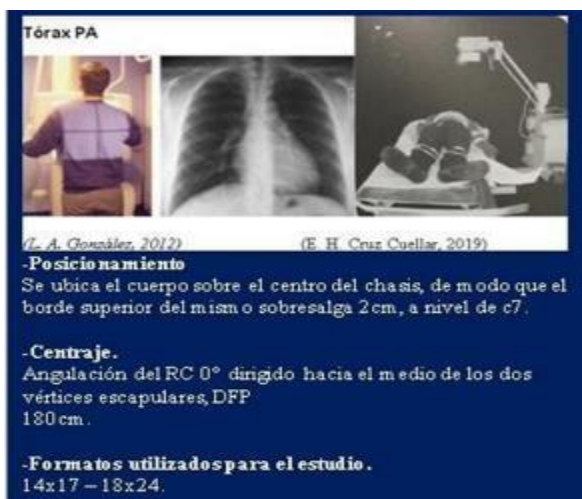 Tórax PA
(L. A. González, 2012) (E. H. Cruz Cuellar, 2019)
-Posicionamiento
Se ubica el cuerpo sobre el centro del chasis, de modo que el
borde superior del mismo sobresalga 2cm, a nivel de c7.
-Centraje.
Angulación del RC 0° dirigido hacia el medio de los dos
vértices escapulares, DFP
180cm.
-Formatos utilizados para el estudio.
14x17 – 18x24.